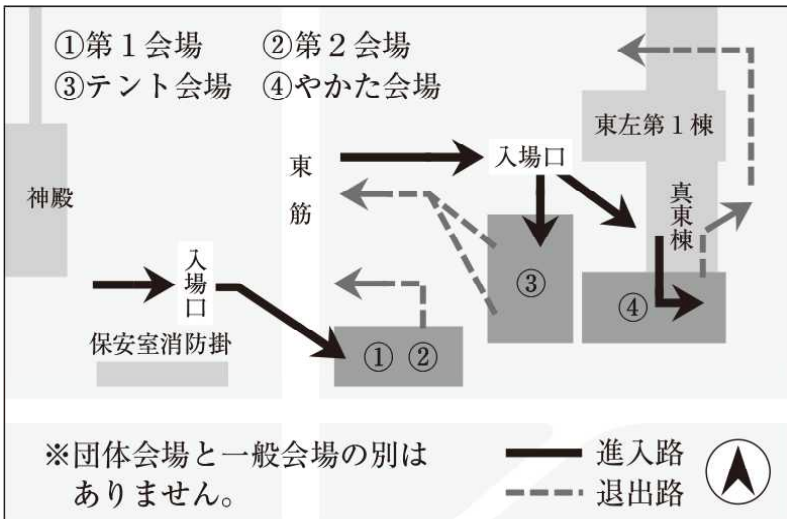 ①第１会場　②第２会場
③テント会場　④やかた会場
東左第１棟
入場口
東筋
神殿
真東棟
入場口
③
④
保安室消防掛
① ②
※団体会場と一般会場の別は
ありません。
進入路
退出路